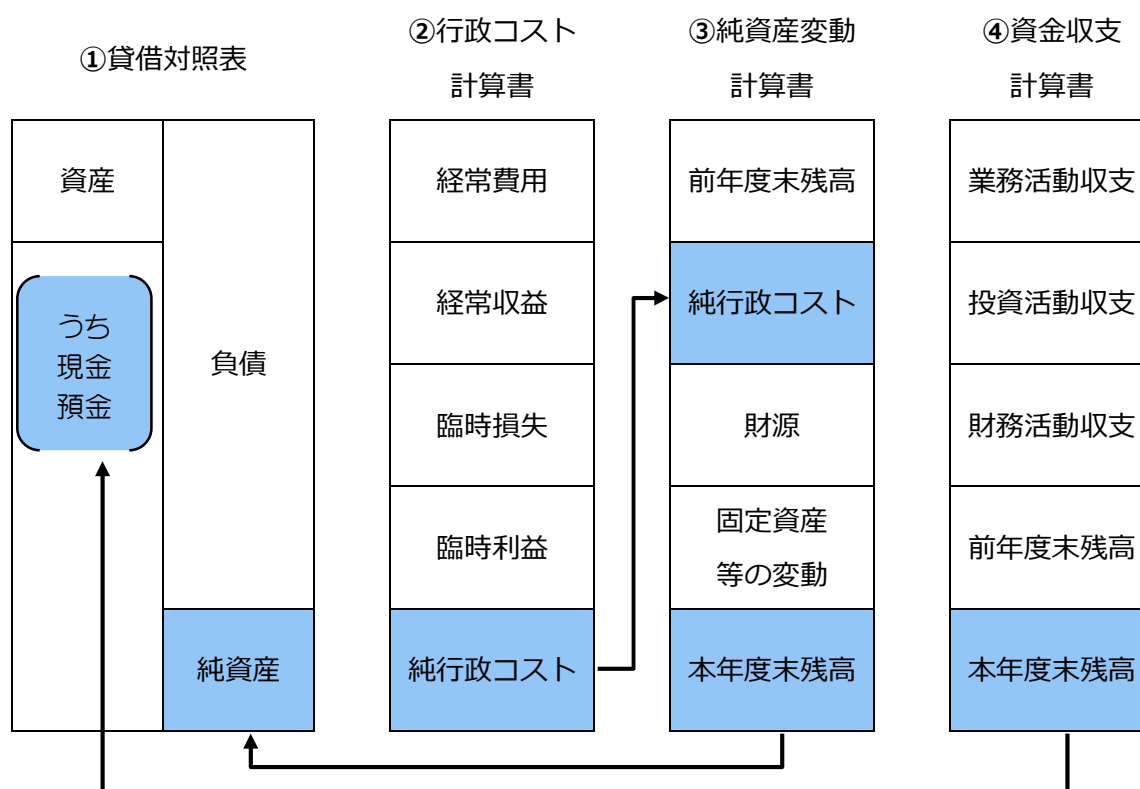 ①貸借対照表
資産
うち
現金
預金
負債
純資産
②行政コスト
計算書
経常費用
経常収益
臨時損失
臨時利益
純行政コスト
③純資産変動
計算書
前年度末残高
純行政コスト
財源
固定資産
等の変動
本年度末残高
④資金収支
計算書
業務活動収支
投資活動収支
財務活動収支
前年度末残高
本年度末残高